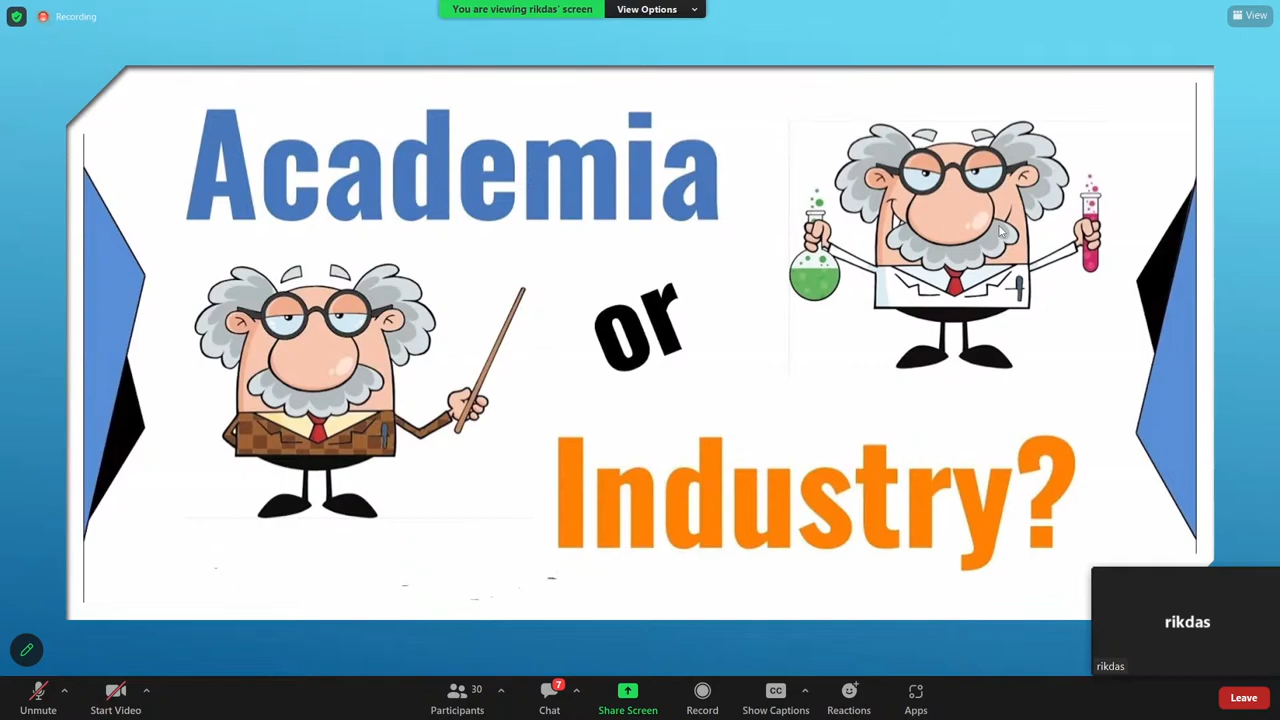 Recording
You are viewing rikdas' screen
View Options
View
Academia
or
Industry?
rikdas
rikdas
Unmute
Start Video
30
Participants
7
Chat
Share Screen
Record
CC
Show Captions
Reactions
Apps
Leave